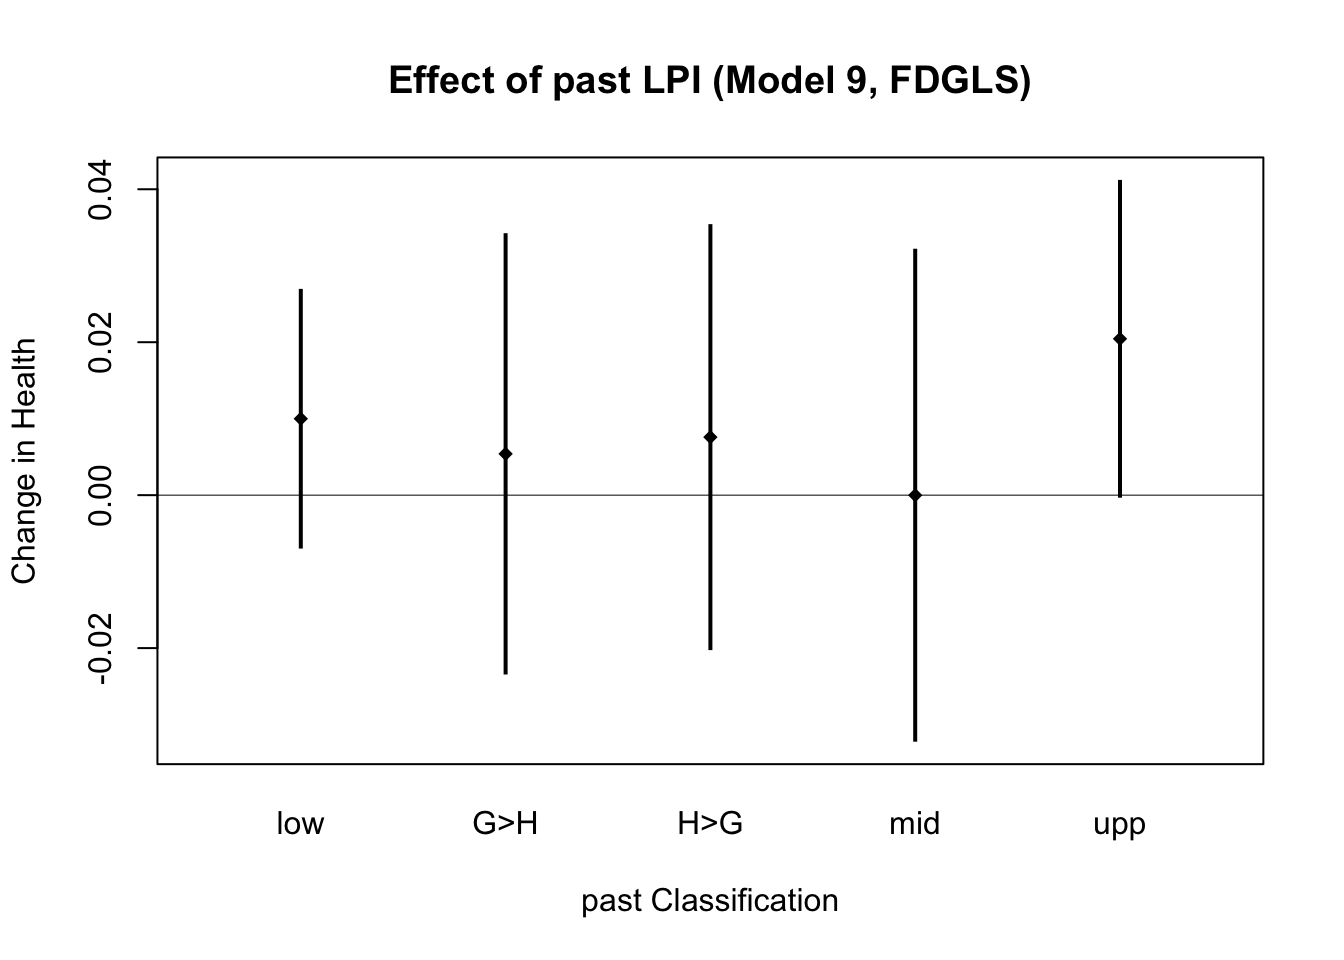 Effect of past LPI (Model 9, FDGLS)
Change in Health
0.04
0.02
0.00
-0.02
low G>H H>G mid upp
past Classification